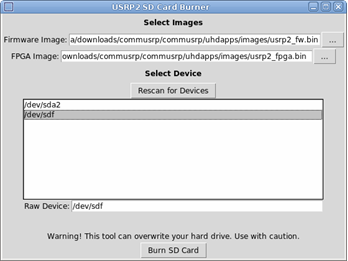 USRP2 SD Card Burner
Select Images
Firmware Image: a/downloads/commusrp/commusrp/uhdapps/images/usrp2_fw.bin ...
FPGA Image: ownloads/commusrp/commusrp/uhdapps/images/usrp2_fpga.bin ...
Select Device
Rescan for Devices
/dev/sda2
/dev/sdf
Raw Device: /dev/sdf
Warning! This tool can overwrite your hard drive. Use with caution.
Burn SD Card